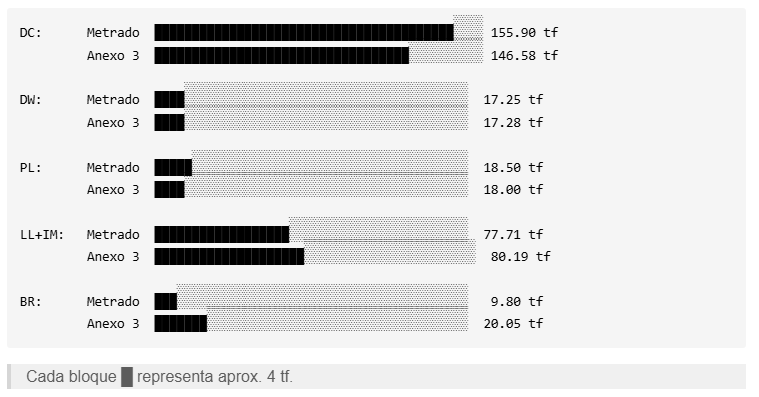 DC: Metrado 155.90 tf
Anexo 3 146.58 tf
DW: Metrado 17.25 tf
Anexo 3 17.28 tf
PL: Metrado 18.50 tf
Anexo 3 18.00 tf
LL+IM: Metrado 77.71 tf
Anexo 3 80.19 tf
BR: Metrado 9.80 tf
Anexo 3 20.05 tf
Cada bloque █ representa aprox. 4 tf.